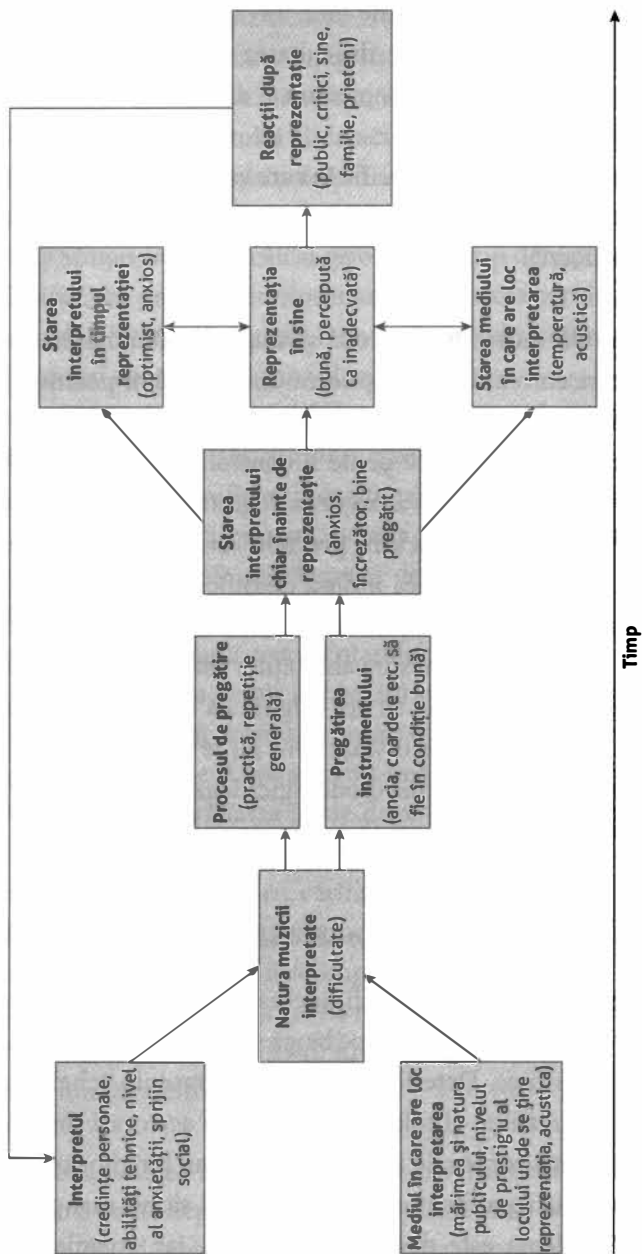 Interpretul
(credințe personale,
abilități tehnice, nivel
al anxietății, sprijin
social)
Mediul în care are loc
interpretarea
(mărimea și natura
publicului, nivelul
de prestigiu al
locului unde se ține
reprezentația, acustica)
Natura muzicii
interpretate
(dificultate)
Procesul de pregătire
(practică, repetiție
generală)
Pregătirea
instrumentului
(ancia, coardele etc. să
fie în condiție bună)
Starea
interpretului
chiar înainte de
reprezentație
(anxios,
încrezător, bine
pregătit)
Starea
interpretului
în timpul
reprezentației
(optimist, anxios)
Reprezentația
în sine
(bună, percepută
ca inadecvată)
Starea mediului
în care are loc
interpretarea
(temperatură,
acustică)
Reacții după
reprezentație
(public, critici, sine,
familie, prieteni)
Timp